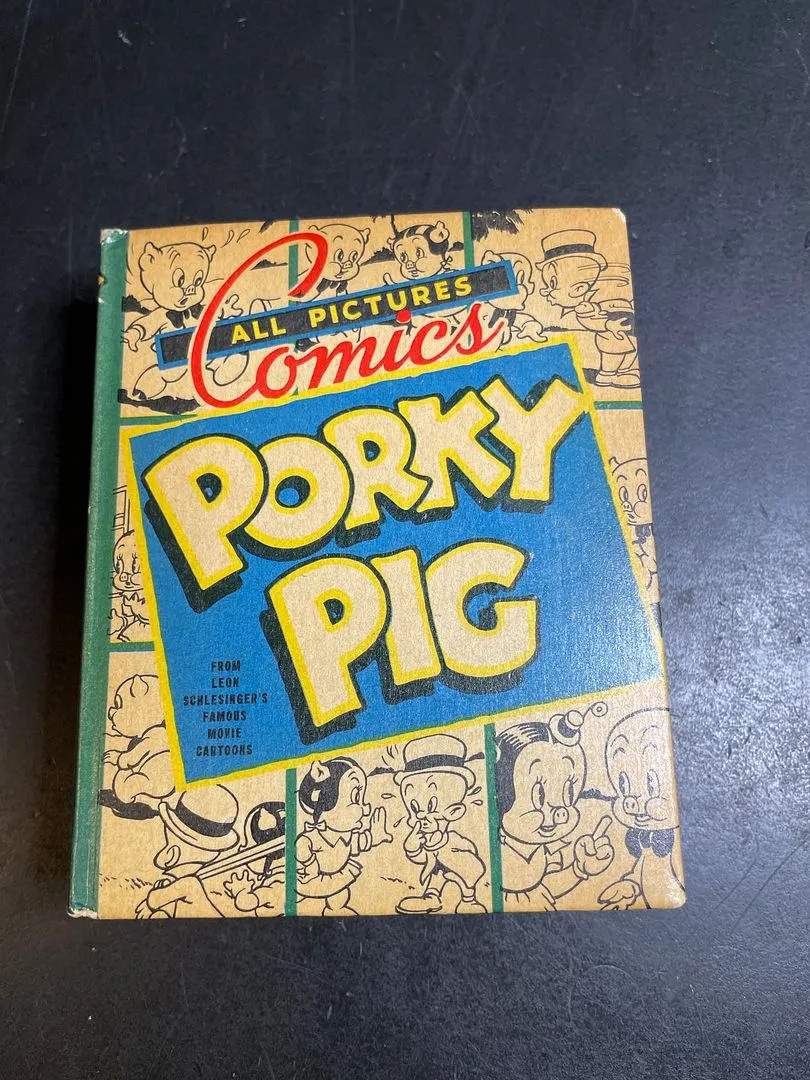 ALL PICTURES
Comics
PORKY
PIG
FROM
LEON
SCHLESINGER'S
FAMOUS
MOVIE
CARTOONS